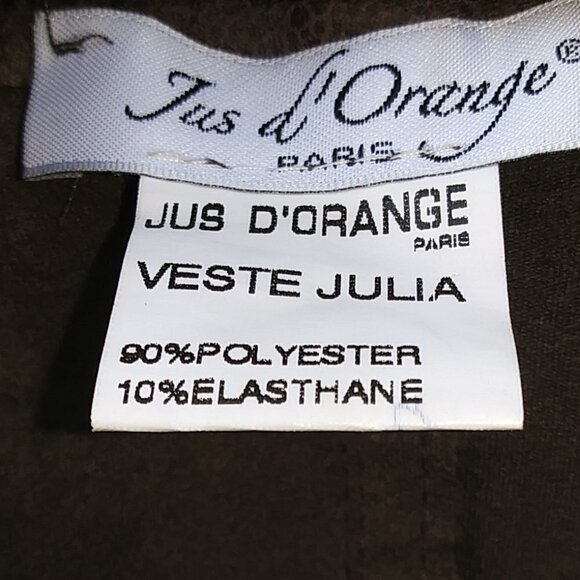 Jus d'Orange®
PARIS
JUS D'ORANGE
PARIS
VESTE JULIA
90%POLYESTER
10%ELASTHANE